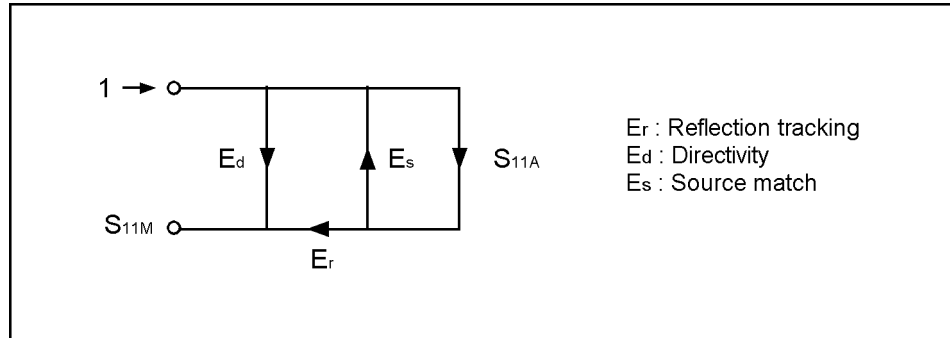 1
Ed
Es
S11A
S11M
Er
Er : Reflection tracking
Ed : Directivity
Es : Source match